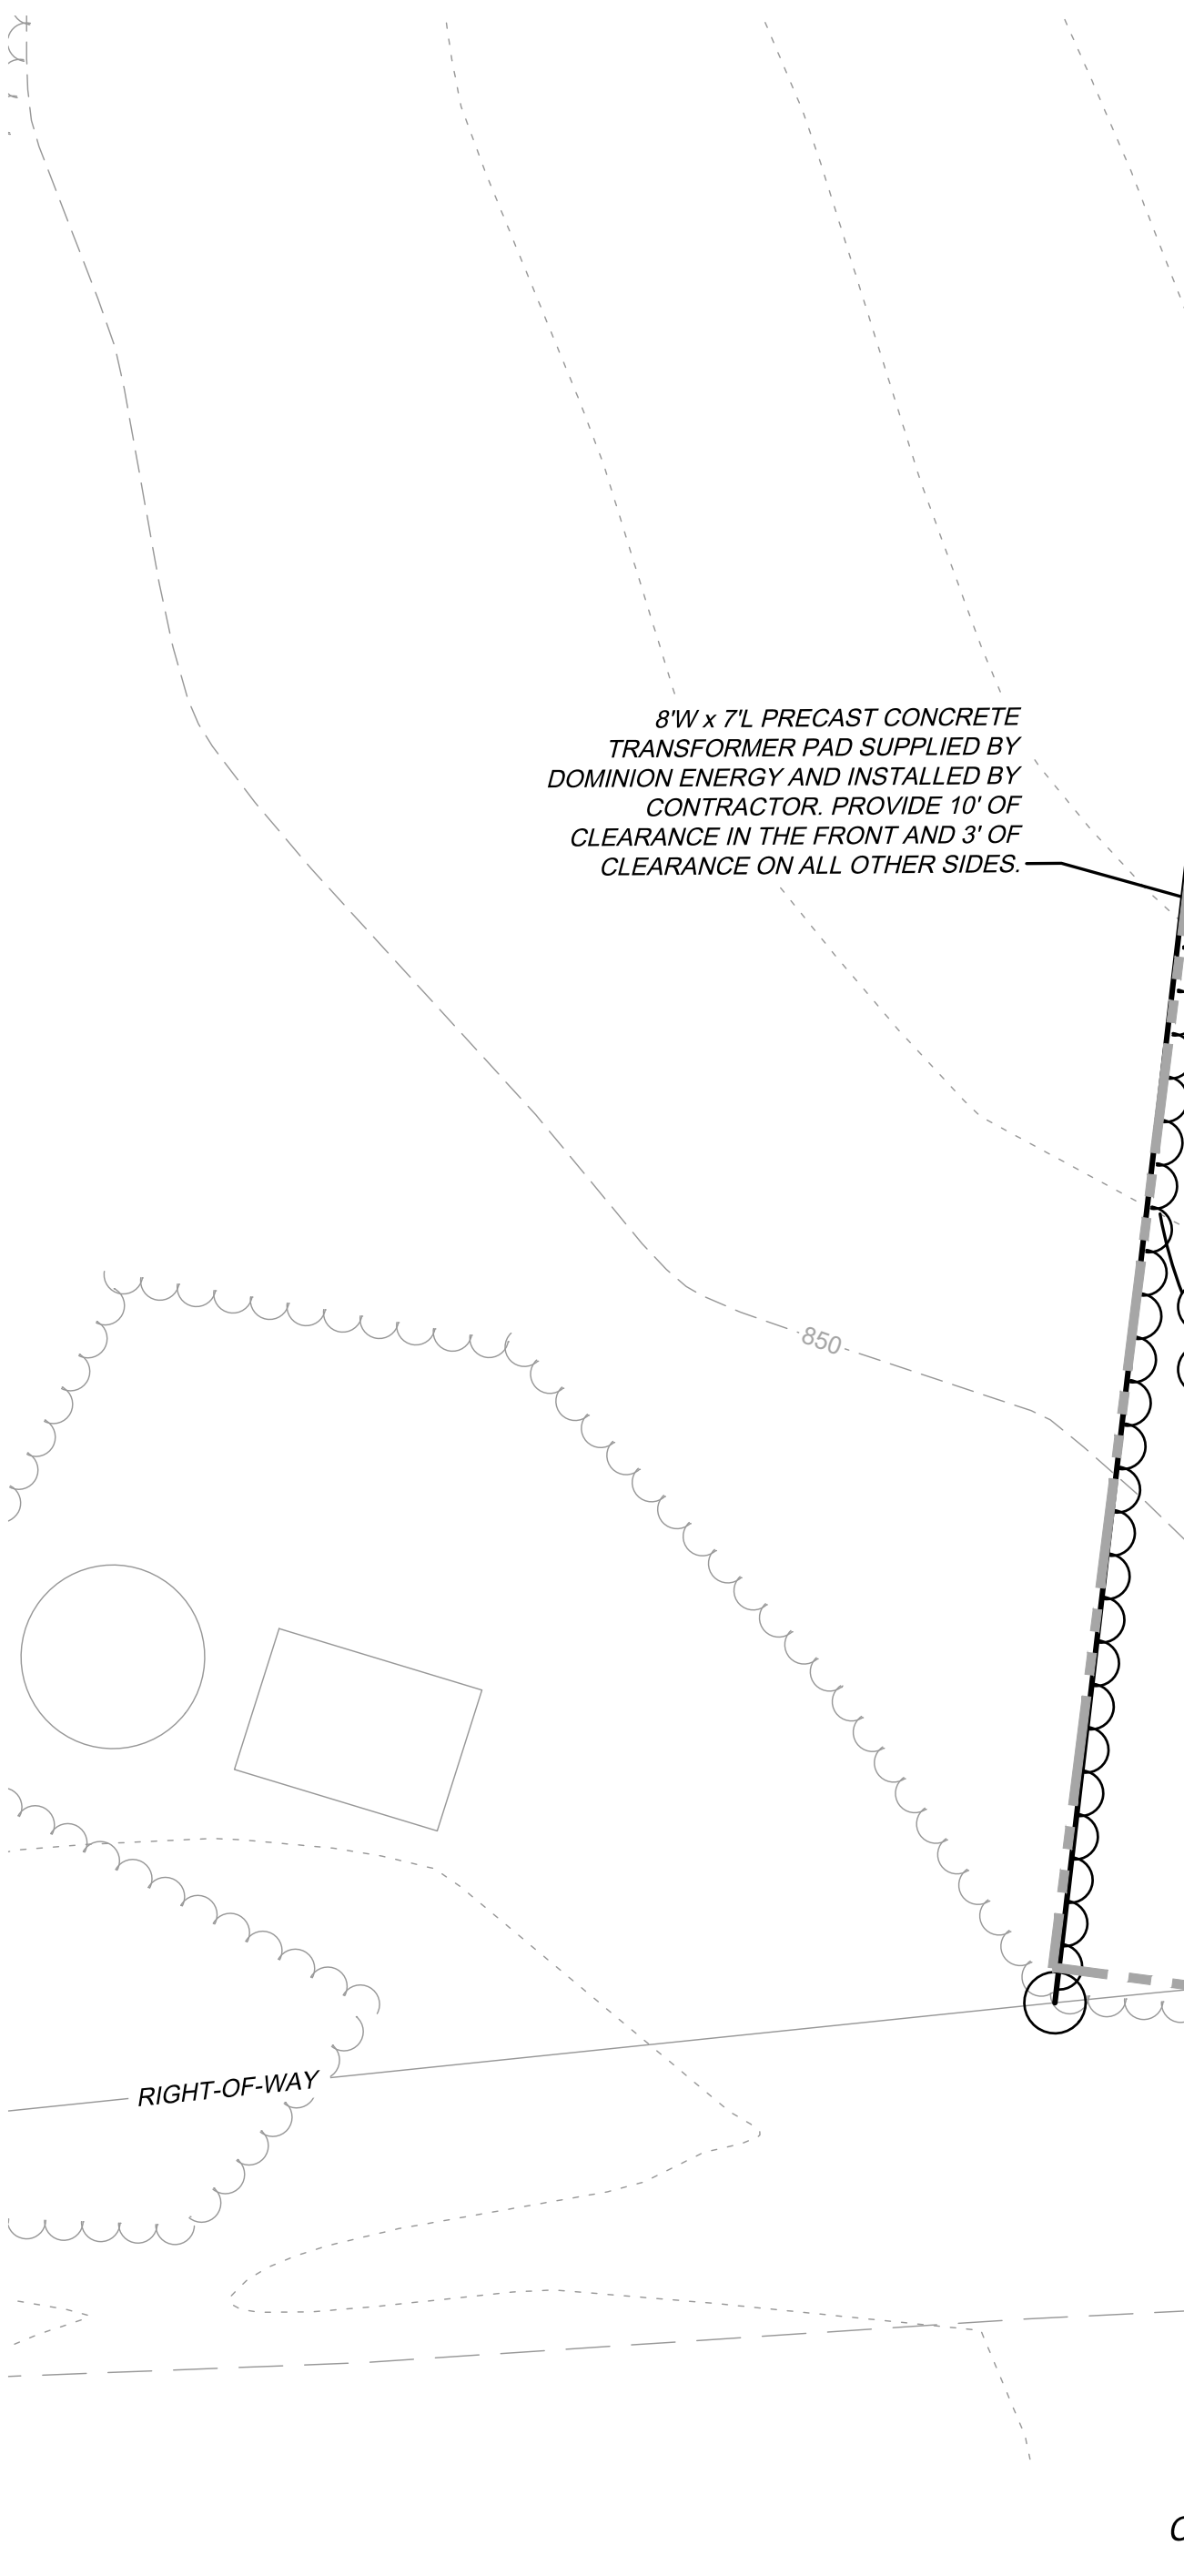 8'W x 7'L PRECAST CONCRETE
TRANSFORMER PAD SUPPLIED BY
DOMINION ENERGY AND INSTALLED BY
CONTRACTOR. PROVIDE 10' OF
CLEARANCE IN THE FRONT AND 3' OF
CLEARANCE ON ALL OTHER SIDES.
850
RIGHT-OF-WAY